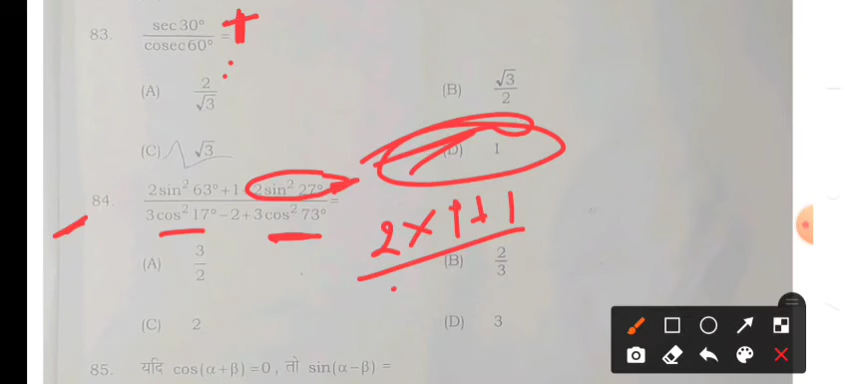 83. sec30° / cosec60° =
(A) 2/√3 (B) √3/2
(C) √3 (D) 1
84. 2sin² 63° + 1 + 2sin² 27° / 3cos² 17° − 2 + 3cos² 73° =
2 × 1 + 1
(A) 3/2 (B) 2/3
(C) 2 (D) 3
85. यदि cos(α+β) = 0, तो sin(α−β) =